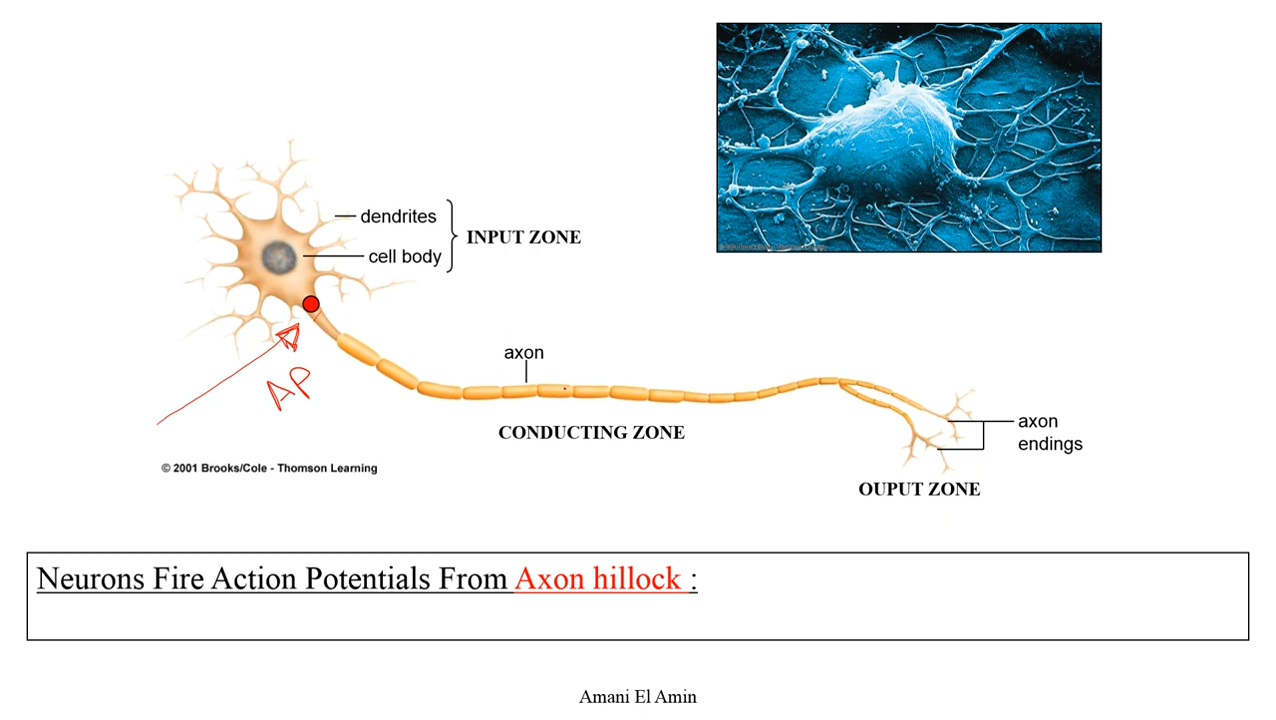 dendrites
INPUT ZONE
cell body
AP
axon
CONDUCTING ZONE
axon
endings
© 2001 Brooks/Cole - Thomson Learning
OUPUT ZONE
Neurons Fire Action Potentials From Axon hillock :
Amani El Amin